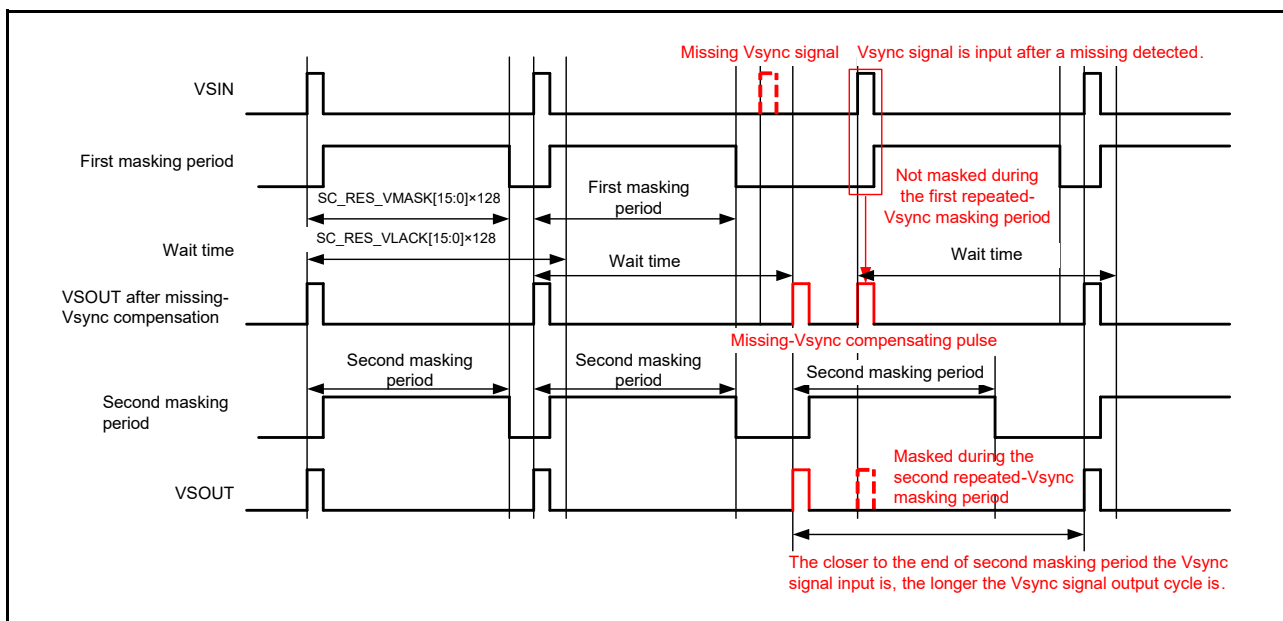 Missing Vsync signal
Vsync signal is input after a missing detected.
VSIN
First masking period
SC_RES_VMASK[15:0]×128
First masking
period
Not masked during
the first repeated-
Vsync masking period
SC_RES_VLACK[15:0]×128
Wait time
Wait time
Wait time
VSOUT after missing-
Vsync compensation
Missing-Vsync compensating pulse
Second masking
period
Second masking
period
Second masking period
Second masking
period
Masked during the
second repeated-Vsync
masking period
VSOUT
The closer to the end of second masking period the Vsync
signal input is, the longer the Vsync signal output cycle is.